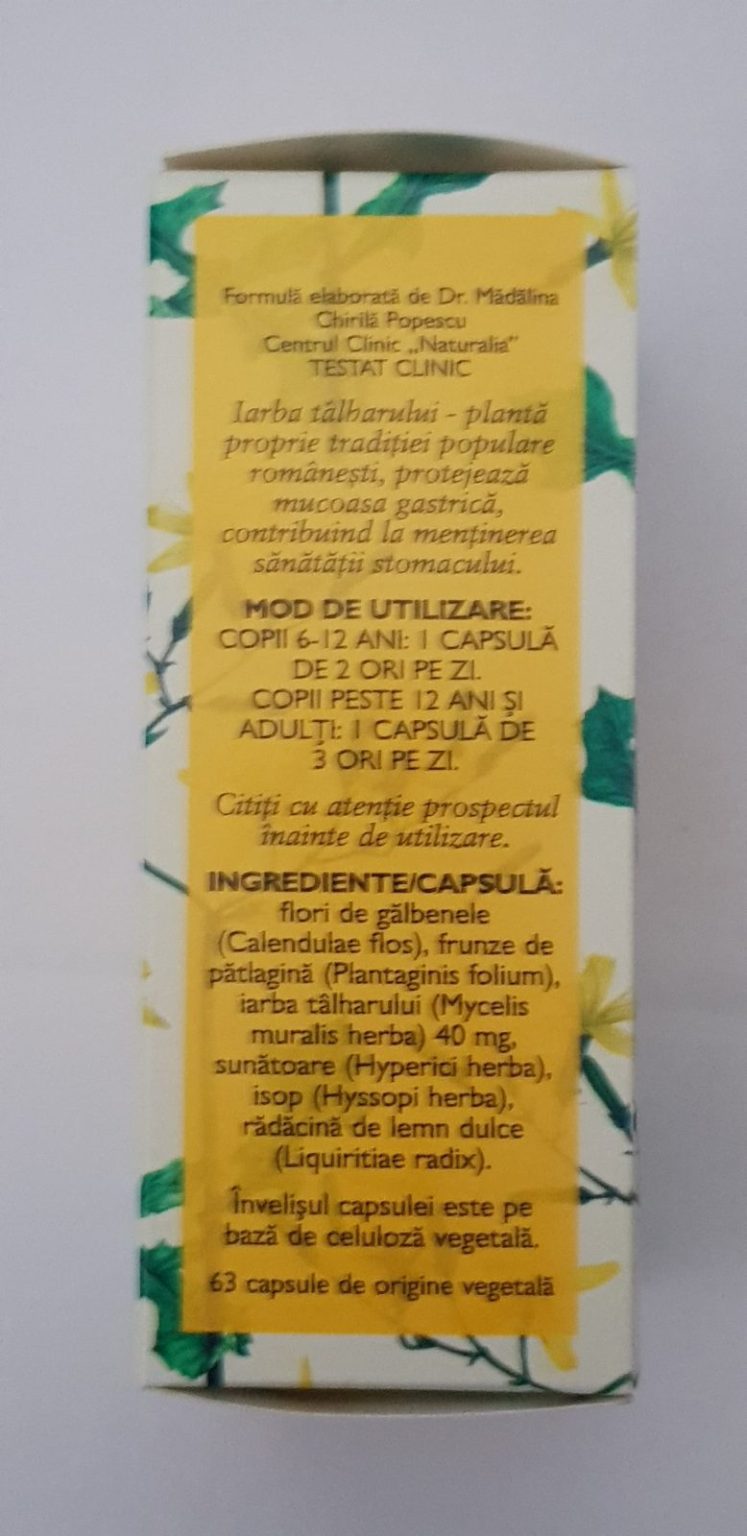 Formulă elaborată de Dr. Mădălina
Chirilă Popescu
Centrul Clinic „Naturalia”
TESTAT CLINIC
Iarba tâlharului - plantă
proprie tradiției populare
românești, protejează
mucoasa gastrică,
contribuind la menținerea
sănătății stomacului.
MOD DE UTILIZARE:
COPII 6-12 ANI: 1 CAPSULĂ
DE 2 ORI PE ZI.
COPII PESTE 12 ANI ȘI
ADULȚI: 1 CAPSULĂ DE
3 ORI PE ZI.
Citiți cu atenție prospectul
înainte de utilizare.
INGREDIENTE/CAPSULĂ:
flori de gălbenele
(Calendulae flos), frunze de
pătlagină (Plantaginis folium),
iarba tâlharului (Mycelis
muralis herba) 40 mg,
sunătoare (Hyperici herba),
isop (Hyssopi herba),
rădăcină de lemn dulce
(Liquiritiae radix).
Învelișul capsulei este pe
bază de celuloză vegetală.
63 capsule de origine vegetală